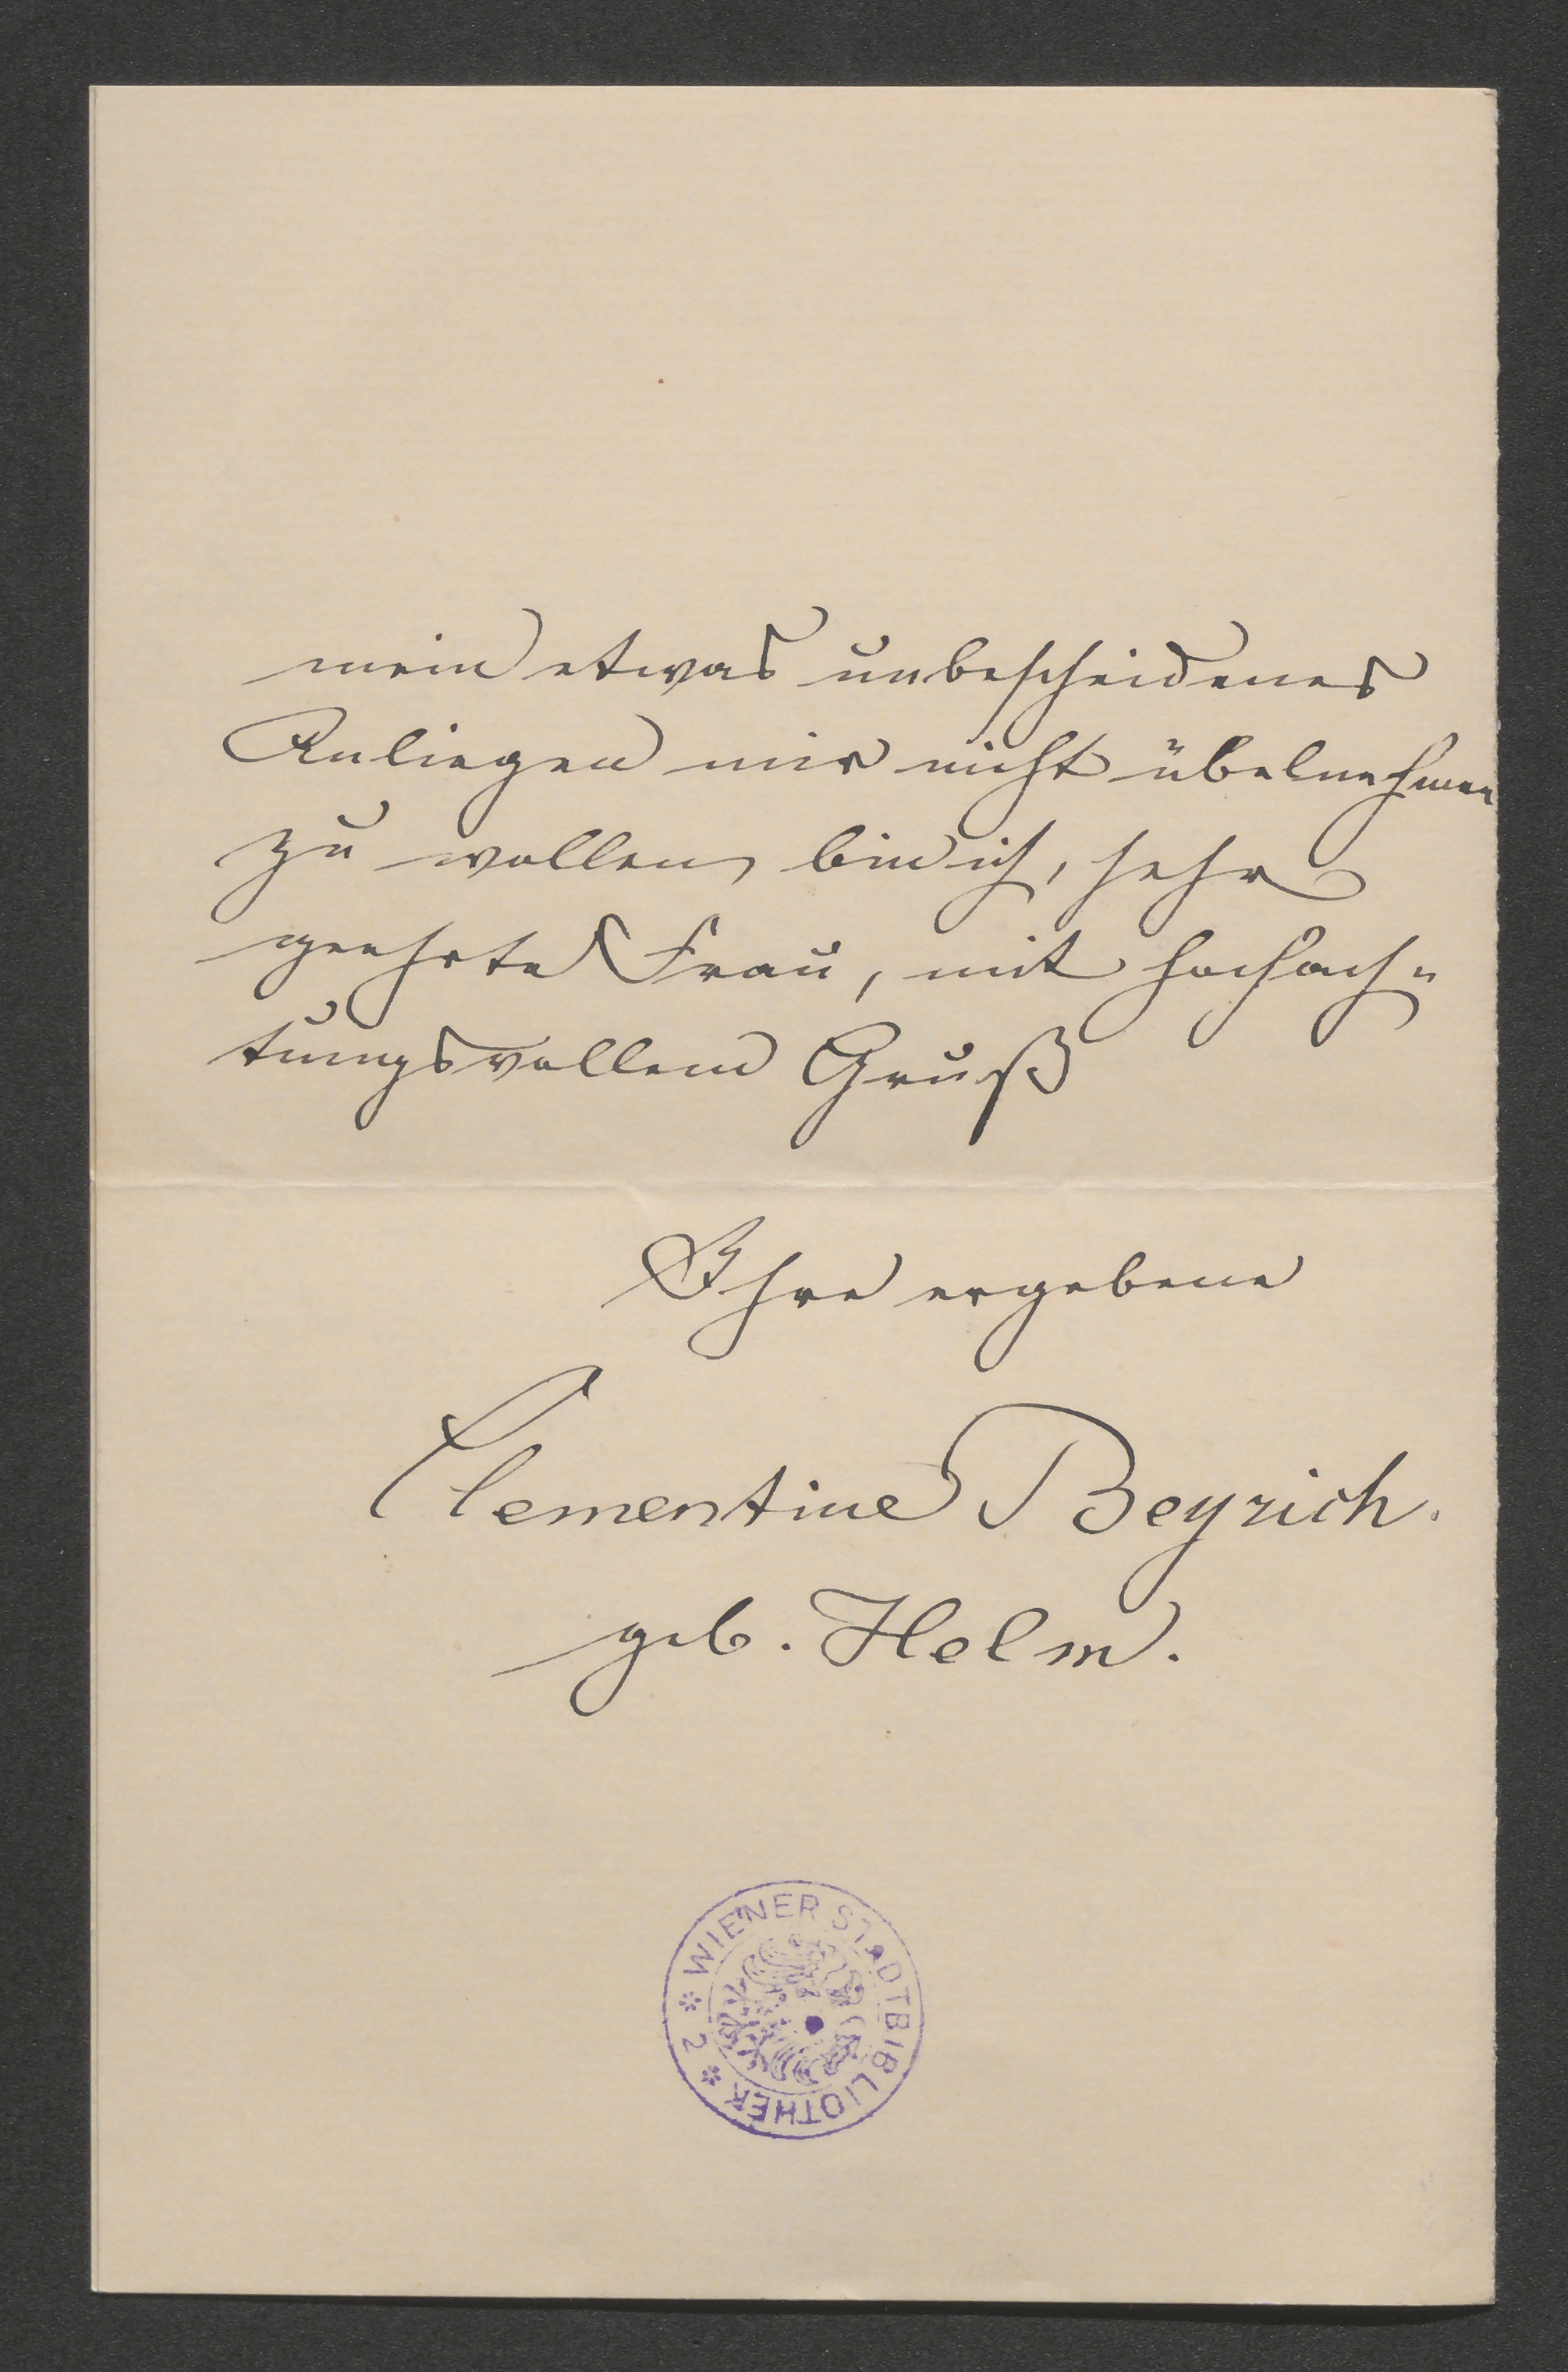 mein etwas unbescheidenes
Anliegen mir nicht übelnehmen
zu wollen, bin ich, sehr
geehrte Frau, mit hochach-
tungsvollem Gruß
Ihre ergebene
Clementine Beyrich.
geb. Helm.
* WIENER STADTBIBLIOTHEK * 2